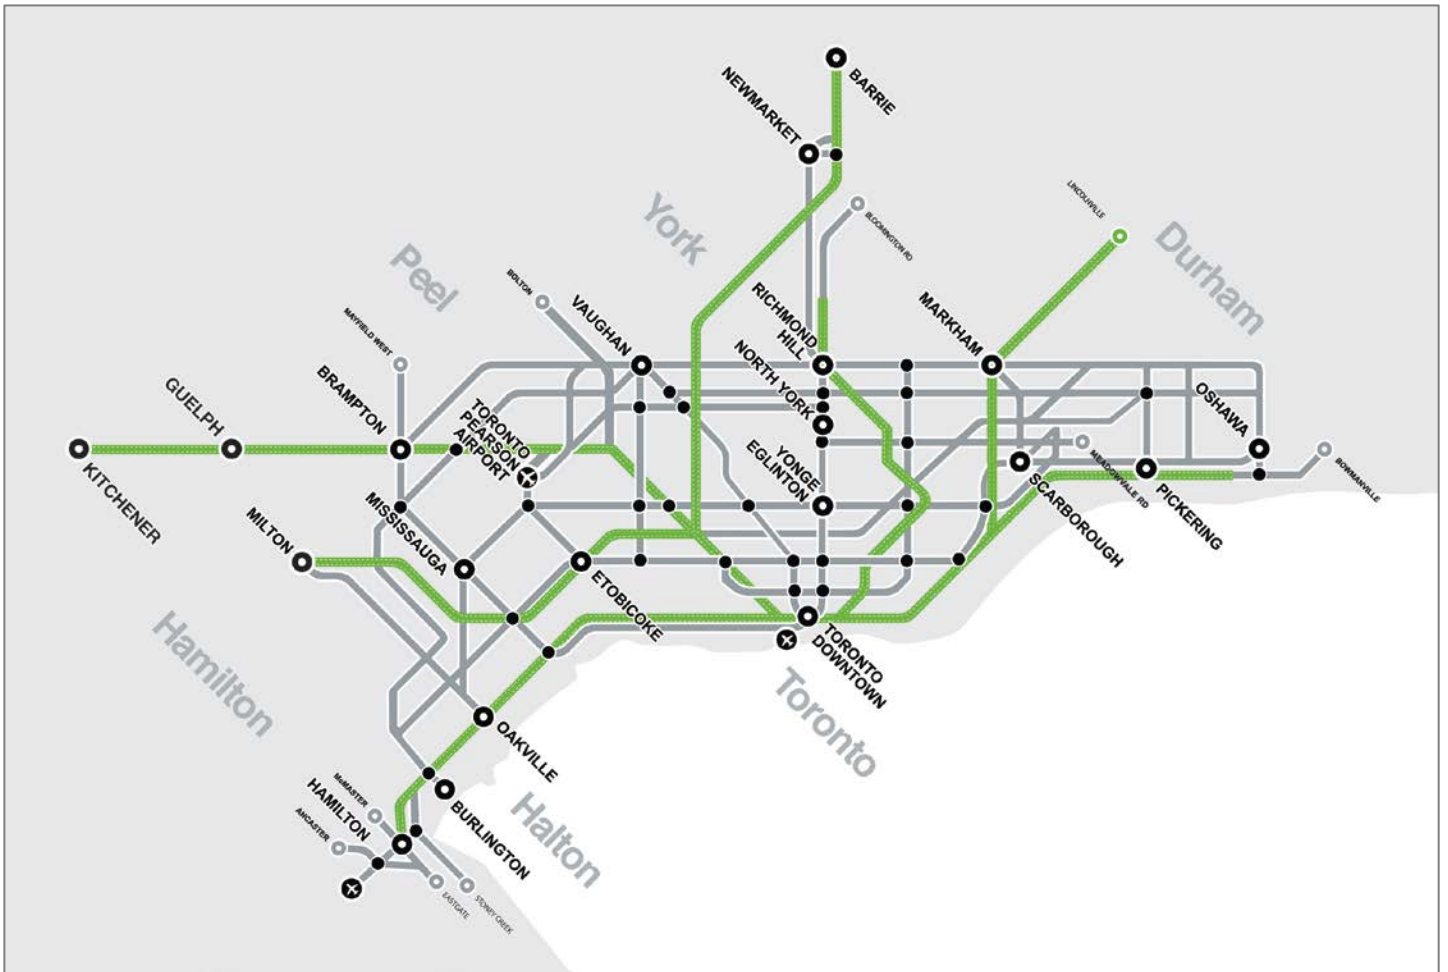 BARRIE
NEWMARKET
LINCOLNVILLE
York
Durham
BLOOMINGTON RD
Peel
BOLTON
VAUGHAN
RICHMOND
HILL
MARKHAM
MAYFIELD WEST
NORTH YORK
BRAMPTON
GUELPH
TORONTO
PEARSON
AIRPORT
OSHAWA
KITCHENER
YONGE
EGLINTON
MEADOWVALE RD
BOWMANVILLE
SCARBOROUGH
PICKERING
MILTON
MISSISSAUGA
ETOBICOKE
Hamilton
TORONTO
DOWNTOWN
Toronto
OAKVILLE
McMASTER
HAMILTON
ANCASTER
BURLINGTON
Halton
EASTGATE
STONEY CREEK